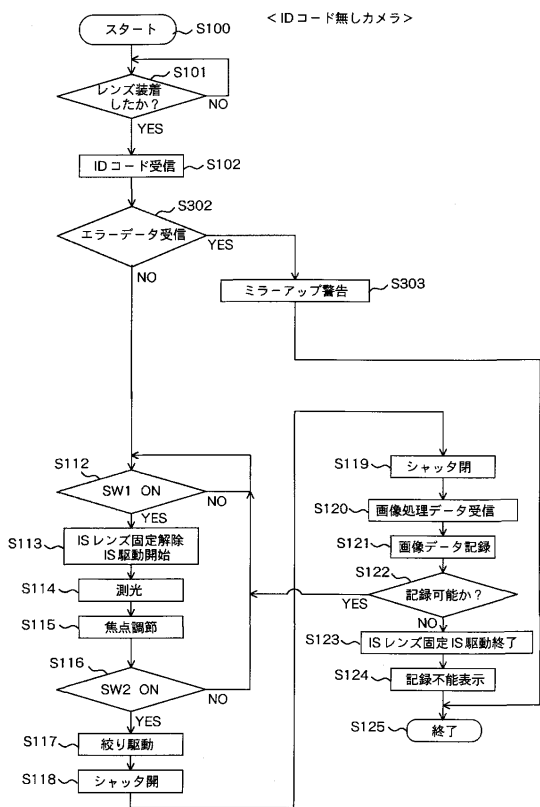 <IDコード無しカメラ>
スタート
S100
S101
レンズ装着
したか?
NO
YES
IDコード受信
S102
S302
エラーデータ受信
YES
NO
ミラーアップ警告
S303
S112
SW1 ON
NO
YES
S113
ISレンズ固定解除
IS駆動開始
S114
測光
S115
焦点調節
S116
SW2 ON
NO
YES
S117
絞り駆動
S118
シャッタ開
S119
シャッタ閉
S120
画像処理データ受信
S121
画像データ記録
S122
記録可能か?
YES
NO
S123
ISレンズ固定IS駆動終了
S124
記録不能表示
S125
終了